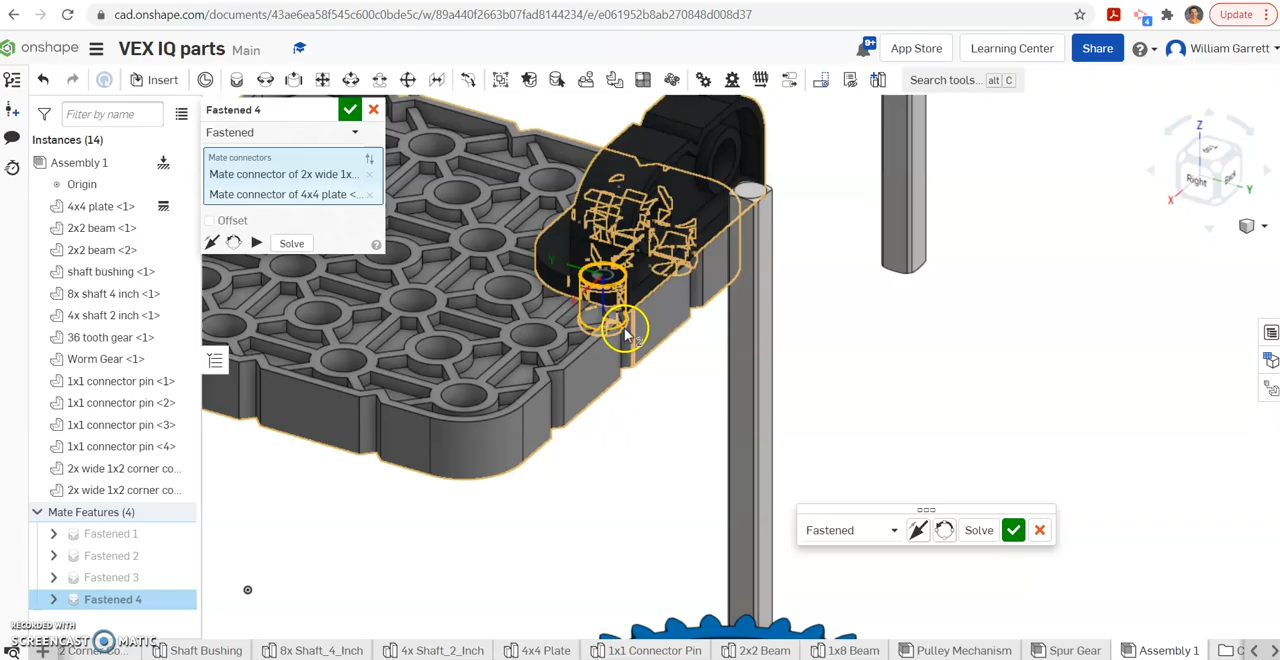 cad.onshape.com/documents/43ae6ea58f545c600c0bde5c/w/09a440f2663b07fad8144234/e/e061952b8ab270848d008d37
4
Update
onshape
VEX IQ parts
Main
9+
App Store
Learning Center
Share
William Garrett
Insert
Search tools...
alt
C
Filter by name
Instances (14)
Assembly 1
Origin
4x4 plate <1>
2x2 beam <1>
2x2 beam <2>
shaft bushing <1>
8x shaft 4 inch <1>
4x shaft 2 inch <1>
36 tooth gear <1>
Worm Gear <1>
1x1 connector pin <1>
1x1 connector pin <2>
1x1 connector pin <3>
1x1 connector pin <4>
2x wide 1x2 corner co...
2x wide 1x2 corner co...
Mate Features (4)
Fastened 1
Fastened 2
Fastened 3
Fastened 4
Fastened 4
Fastened
Mate connectors
Mate connector of 2x wide 1x...
Mate connector of 4x4 plate <...
Offset
Solve
Y
Z
Right
X
Y
Fastened
Solve
RECORDED WITH
SCREENCAST MATIC
Shaft Bushing
8x Shaft_4_Inch
4x Shaft_2_Inch
4x4 Plate
1x1 Connector Pin
2x2 Beam
1x8 Beam
Pulley Mechanism
Spur Gear
Assembly 1